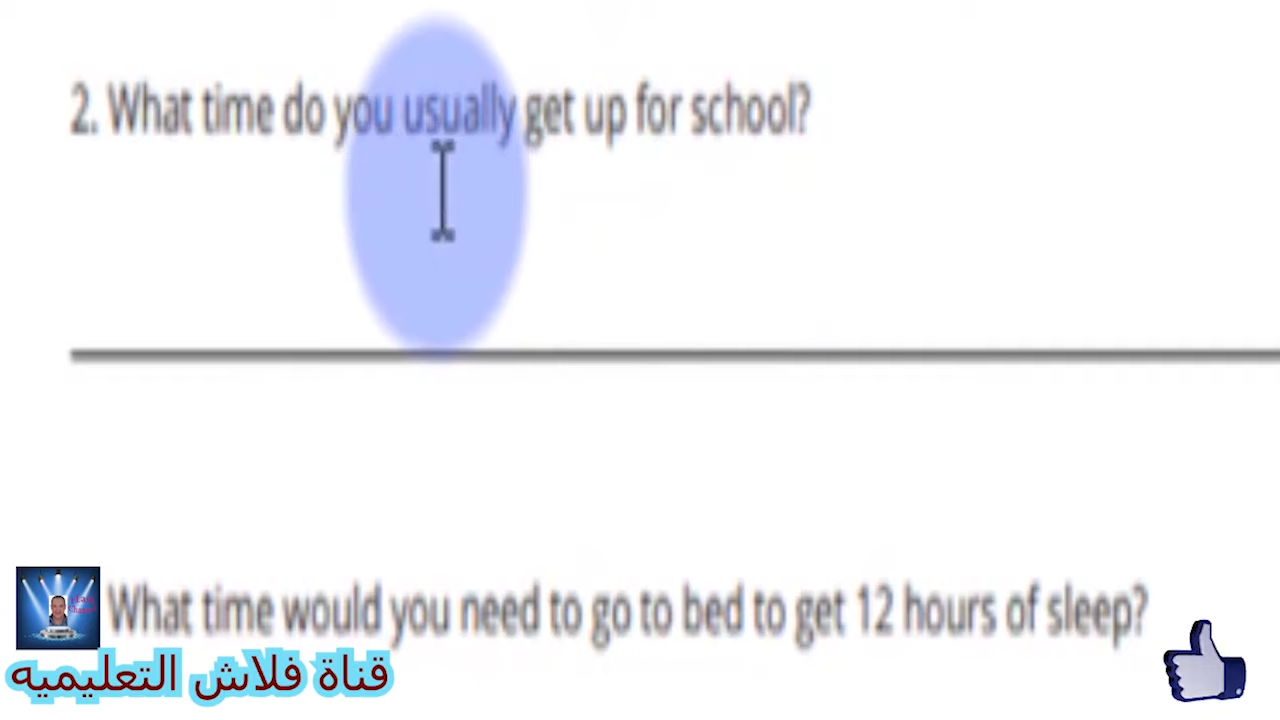 2. What time do you usually get up for school?
What time would you need to go to bed to get 12 hours of sleep?
قناة فلاش التعليميه